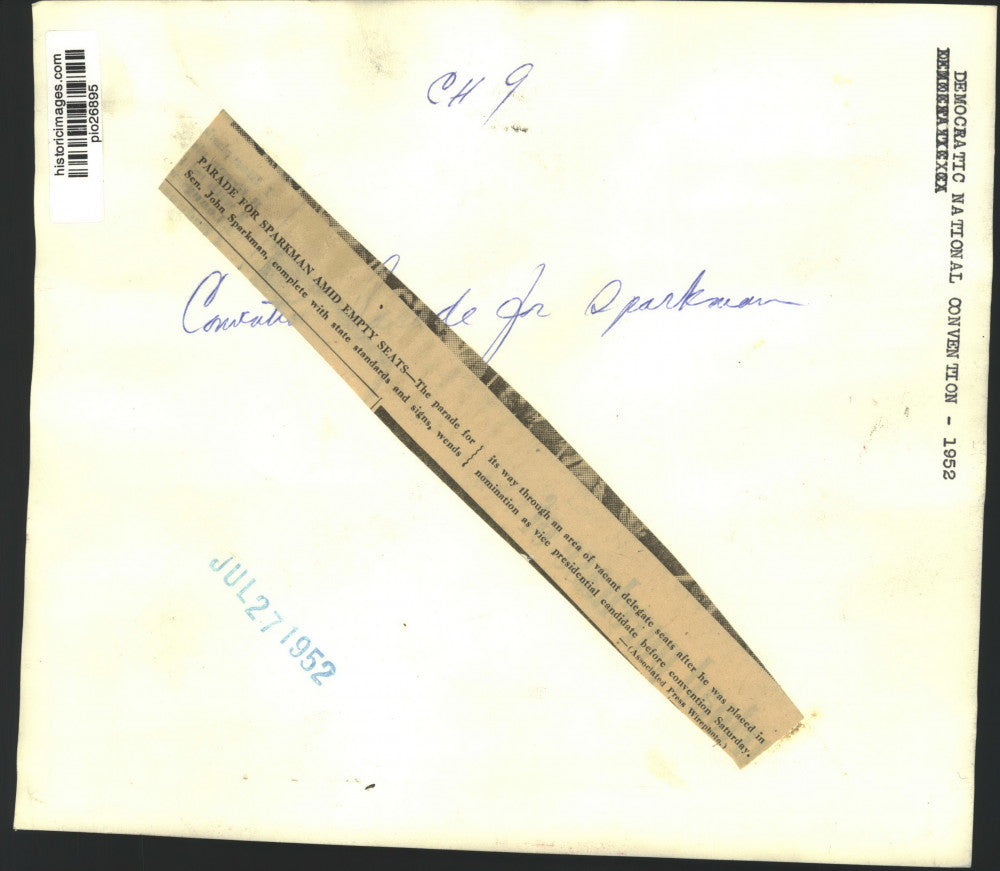 historicimages.com
pio26895
CH 9
DEMOCRATIC NATIONAL CONVENTION - 1952
PARADE FOR SPARKMAN AMID EMPTY SEATS—The parade for
Sen. John Sparkman, complete with state standards and signs, wends
its way through an area of vacant delegate seats after he was placed in
nomination as vice presidential candidate before convention Saturday.
—(Associated Press Wirephoto.)
for Sparkman
JUL 27 1952